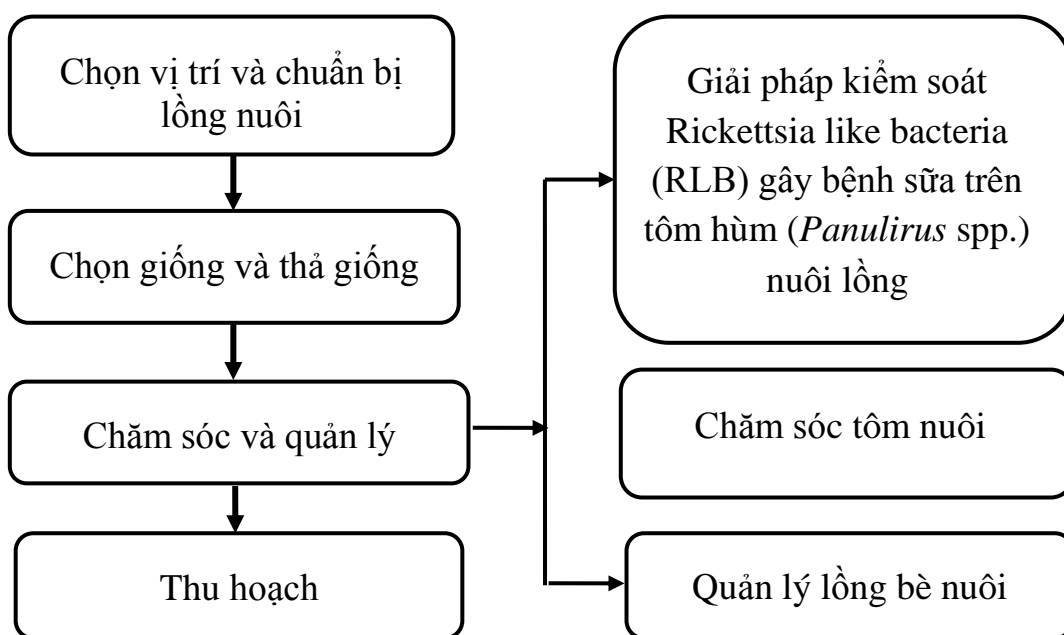 Chọn vị trí và chuẩn bị
lồng nuôi
Chọn giống và thả giống
Chăm sóc và quản lý
Thu hoạch
Giải pháp kiểm soát
Rickettsia like bacteria
(RLB) gây bệnh sữa trên
tôm hùm (Panulirus spp.)
nuôi lồng
Chăm sóc tôm nuôi
Quản lý lồng bè nuôi